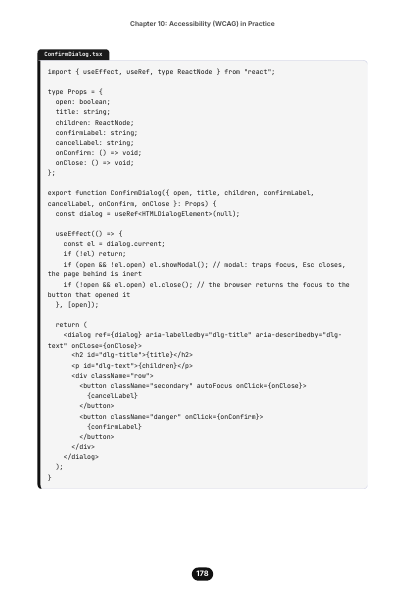 Chapter 10: Accessibility (WCAG) in Practice
ConfirmDialog.tsx
import { useEffect, useRef, type ReactNode } from "react";
type Props = {
  open: boolean;
  title: string;
  children: ReactNode;
  confirmLabel: string;
  cancelLabel: string;
  onConfirm: () => void;
  onClose: () => void;
};
export function ConfirmDialog({ open, title, children, confirmLabel,
cancelLabel, onConfirm, onClose }: Props) {
  const dialog = useRef<HTMLDialogElement>(null);
  useEffect(() => {
    const el = dialog.current;
    if (!el) return;
    if (open && !el.open) el.showModal(); // modal: traps focus, Esc closes,
the page behind is inert
    if (!open && el.open) el.close(); // the browser returns the focus to the
button that opened it
  }, [open]);
  return (
    <dialog ref={dialog} aria-labelledby="dlg-title" aria-describedby="dlg-
text" onClose={onClose}>
      <h2 id="dlg-title">{title}</h2>
      <p id="dlg-text">{children}</p>
      <div className="row">
        <button className="secondary" autoFocus onClick={onClose}>
          {cancelLabel}
        </button>
        <button className="danger" onClick={onConfirm}>
          {confirmLabel}
        </button>
      </div>
    </dialog>
  );
}
178